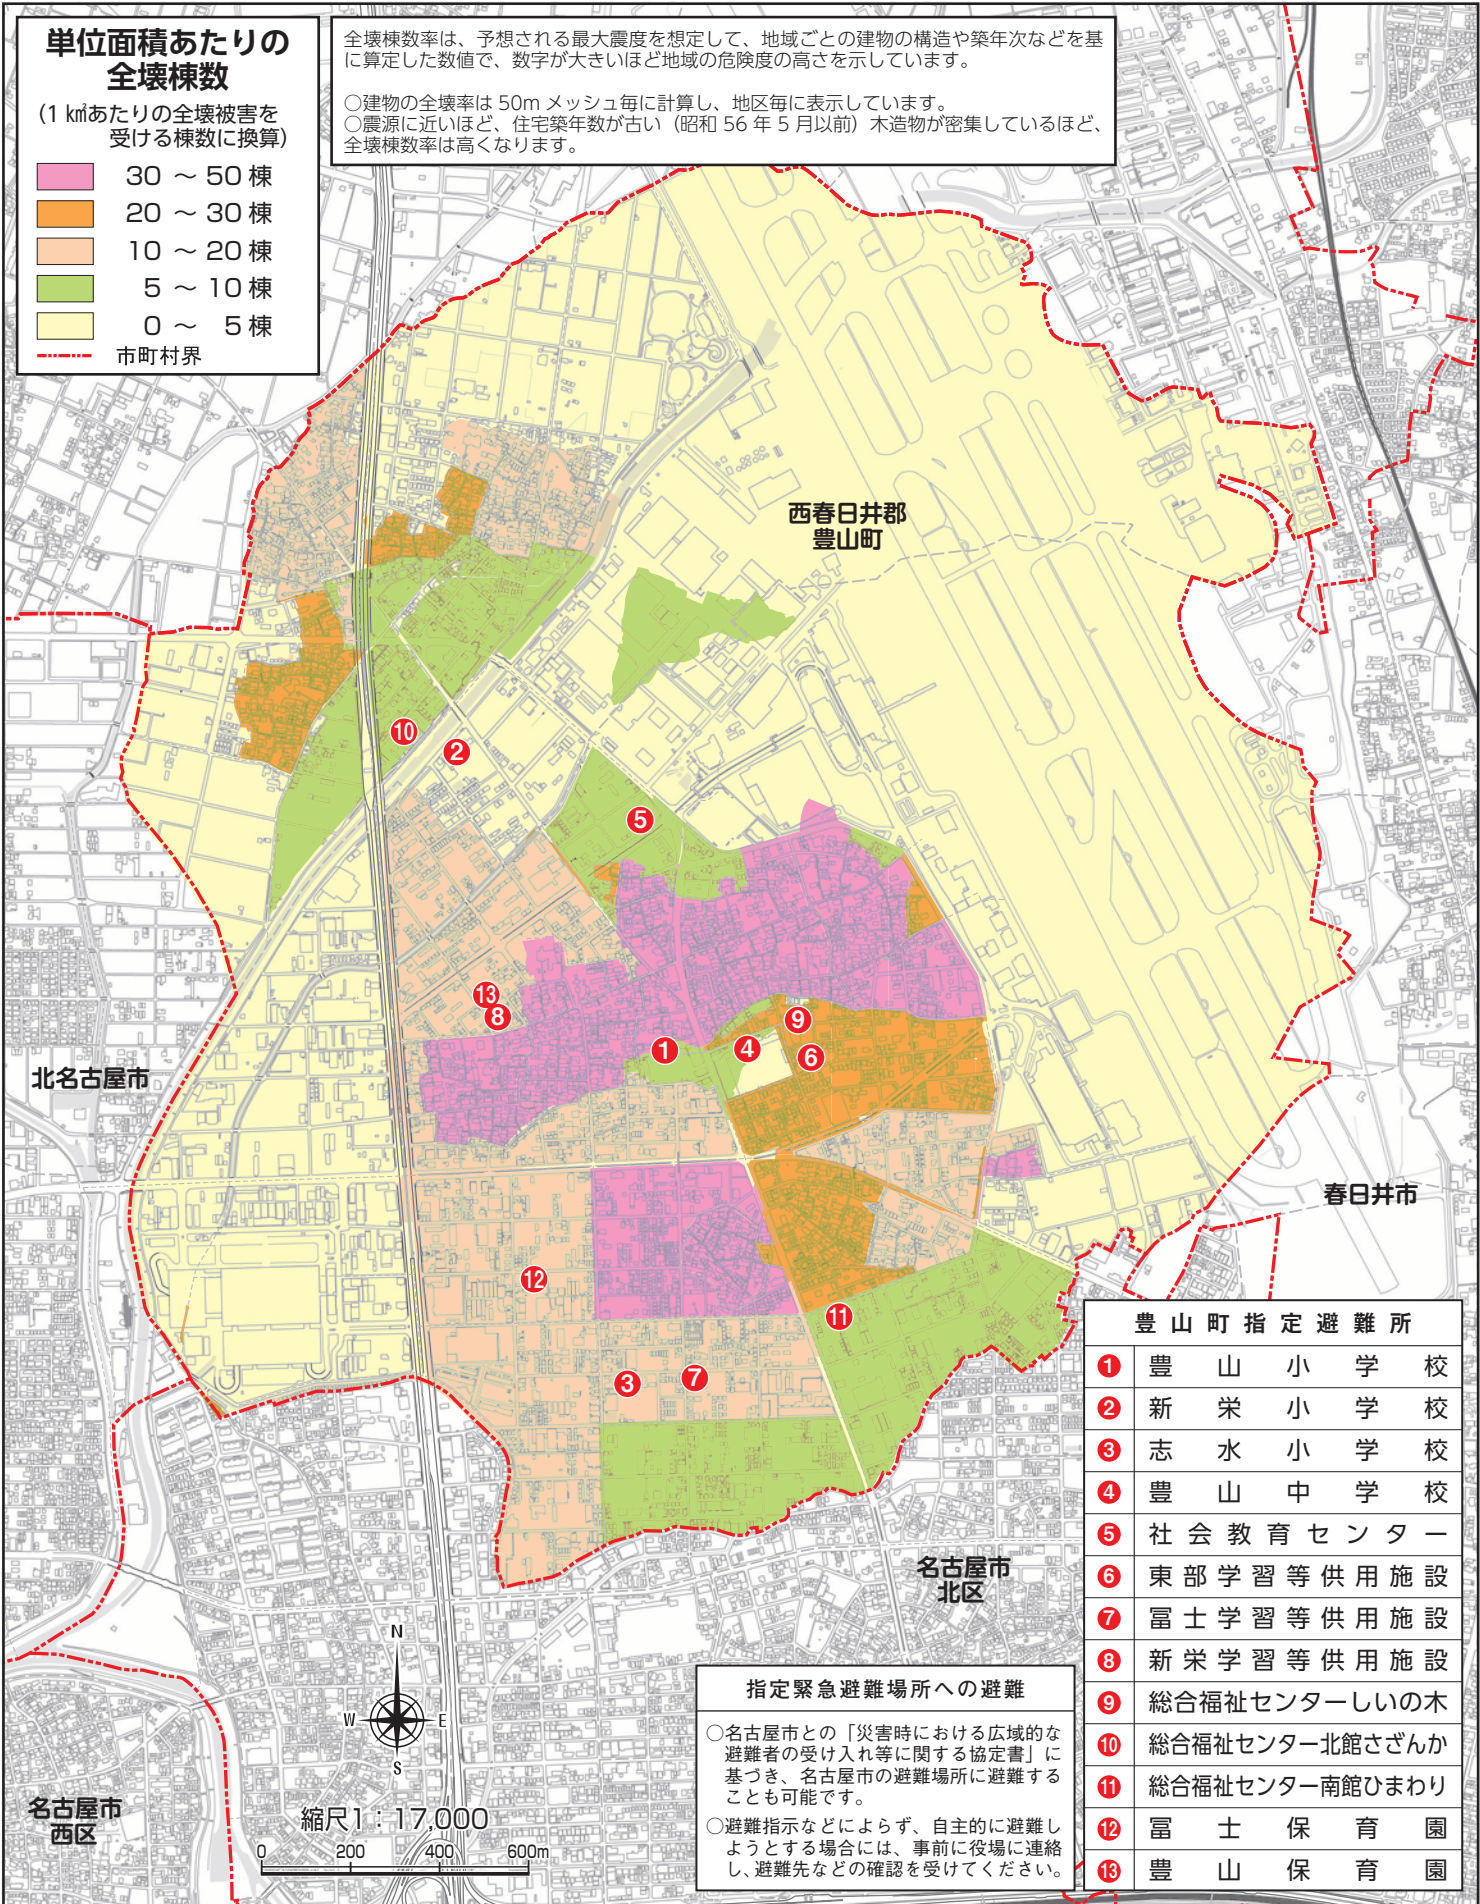 単位面積あたりの
全壊棟数
(1㎢あたりの全壊被害を
受ける棟数に換算)
30 ～ 50 棟
20 ～ 30 棟
10 ～ 20 棟
5 ～ 10 棟
0 ～ 5 棟
市町村界
全壊棟数率は、予想される最大震度を想定して、地域ごとの建物の構造や築年次などを基
に算定した数値で、数字が大きいほど地域の危険度の高さを示しています。
○建物の全壊率は 50m メッシュ毎に計算し、地区毎に表示しています。
○震源に近いほど、住宅築年数が古い（昭和 56 年 5 月以前）木造物が密集しているほど、
全壊棟数率は高くなります。
西春日井郡
豊山町
10
2
5
13
8
1
4
9
6
北名古屋市
春日井市
12
11
3
7
名古屋市
北区
名古屋市
西区
N
W
E
S
縮尺1：17,000
0 200 400 600m
指定緊急避難場所への避難
○名古屋市との「災害時における広域的な
避難者の受け入れ等に関する協定書」に
基づき、名古屋市の避難場所に避難する
ことも可能です。
○避難指示などによらず、自主的に避難し
ようとする場合には、事前に役場に連絡
し、避難先などの確認を受けてください。
豊山町指定避難所
1 豊山小学校
2 新栄小学校
3 志水小学校
4 豊山中学校
5 社会教育センター
6 東部学習等供用施設
7 冨士学習等供用施設
8 新栄学習等供用施設
9 総合福祉センターしいの木
10 総合福祉センター北館さざんか
11 総合福祉センター南館ひまわり
12 冨士保育園
13 豊山保育園